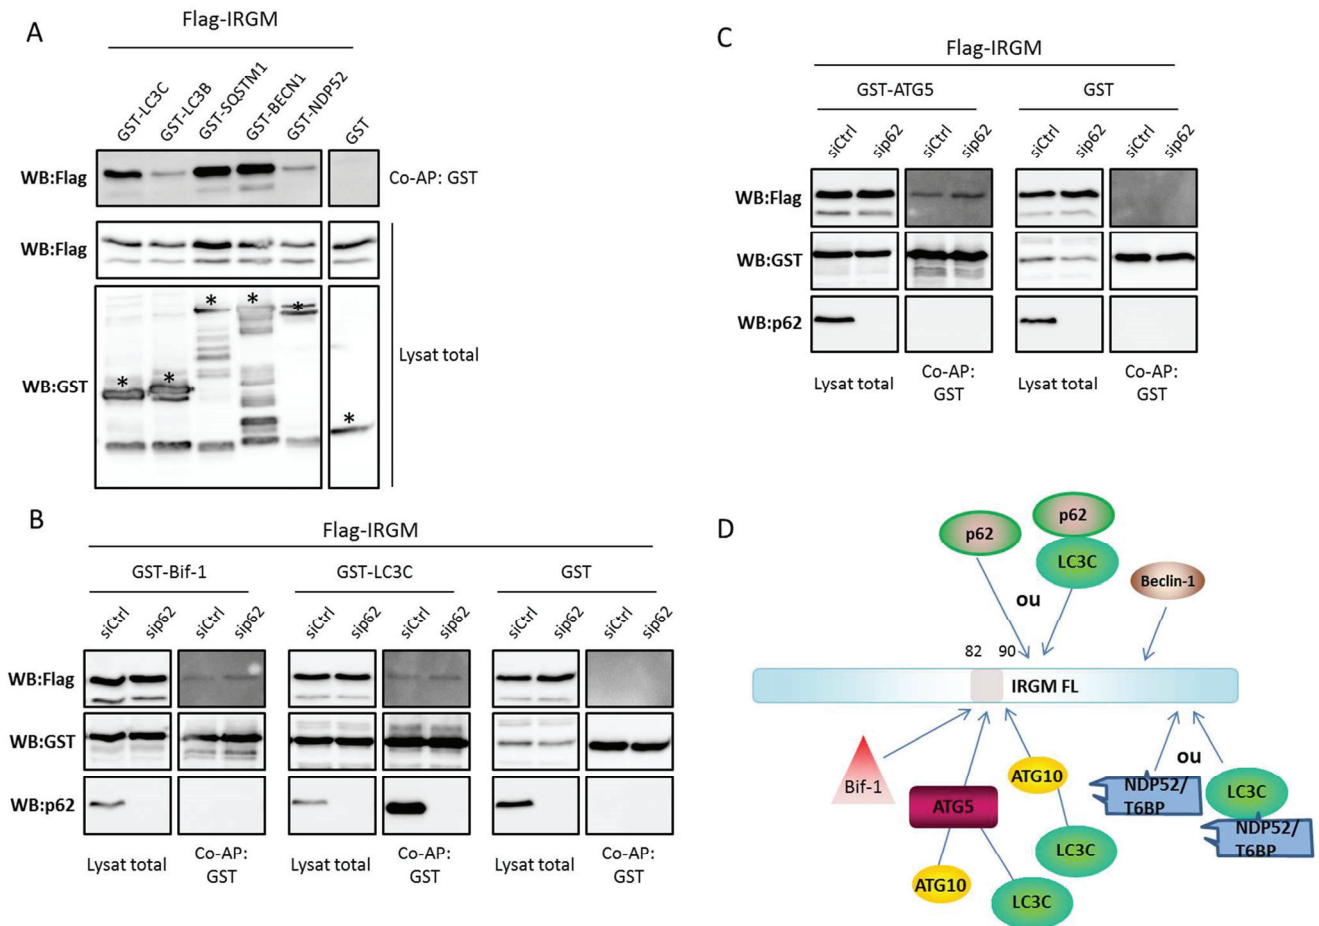 A
Flag-IRGM
GST-LC3C
GST-LC3B
GST-SQSTM1
GST-BECN1
GST-NDP52
GST
WB:Flag
Co-AP: GST
WB:Flag
* * *
* *
*
WB:GST
Lysat total
B
Flag-IRGM
GST-Bif-1
GST-LC3C
GST
siCtrl sip62 siCtrl sip62 siCtrl sip62 siCtrl sip62 siCtrl sip62 siCtrl sip62
WB:Flag
WB:GST
WB:p62
Lysat total Co-AP: Lysat total Co-AP: Lysat total Co-AP:
GST GST GST
C
Flag-IRGM
GST-ATG5 GST
siCtrl sip62 siCtrl sip62 siCtrl sip62 siCtrl sip62
WB:Flag
WB:GST
WB:p62
Lysat total Co-AP: Lysat total Co-AP:
GST GST
D
p62
p62
LC3C
Beclin-1
ou
82 90
IRGM FL
Bif-1
ATG5
ATG10
ATG10
LC3C
LC3C
ou
NDP52/
T6BP
LC3C
NDP52/
T6BP